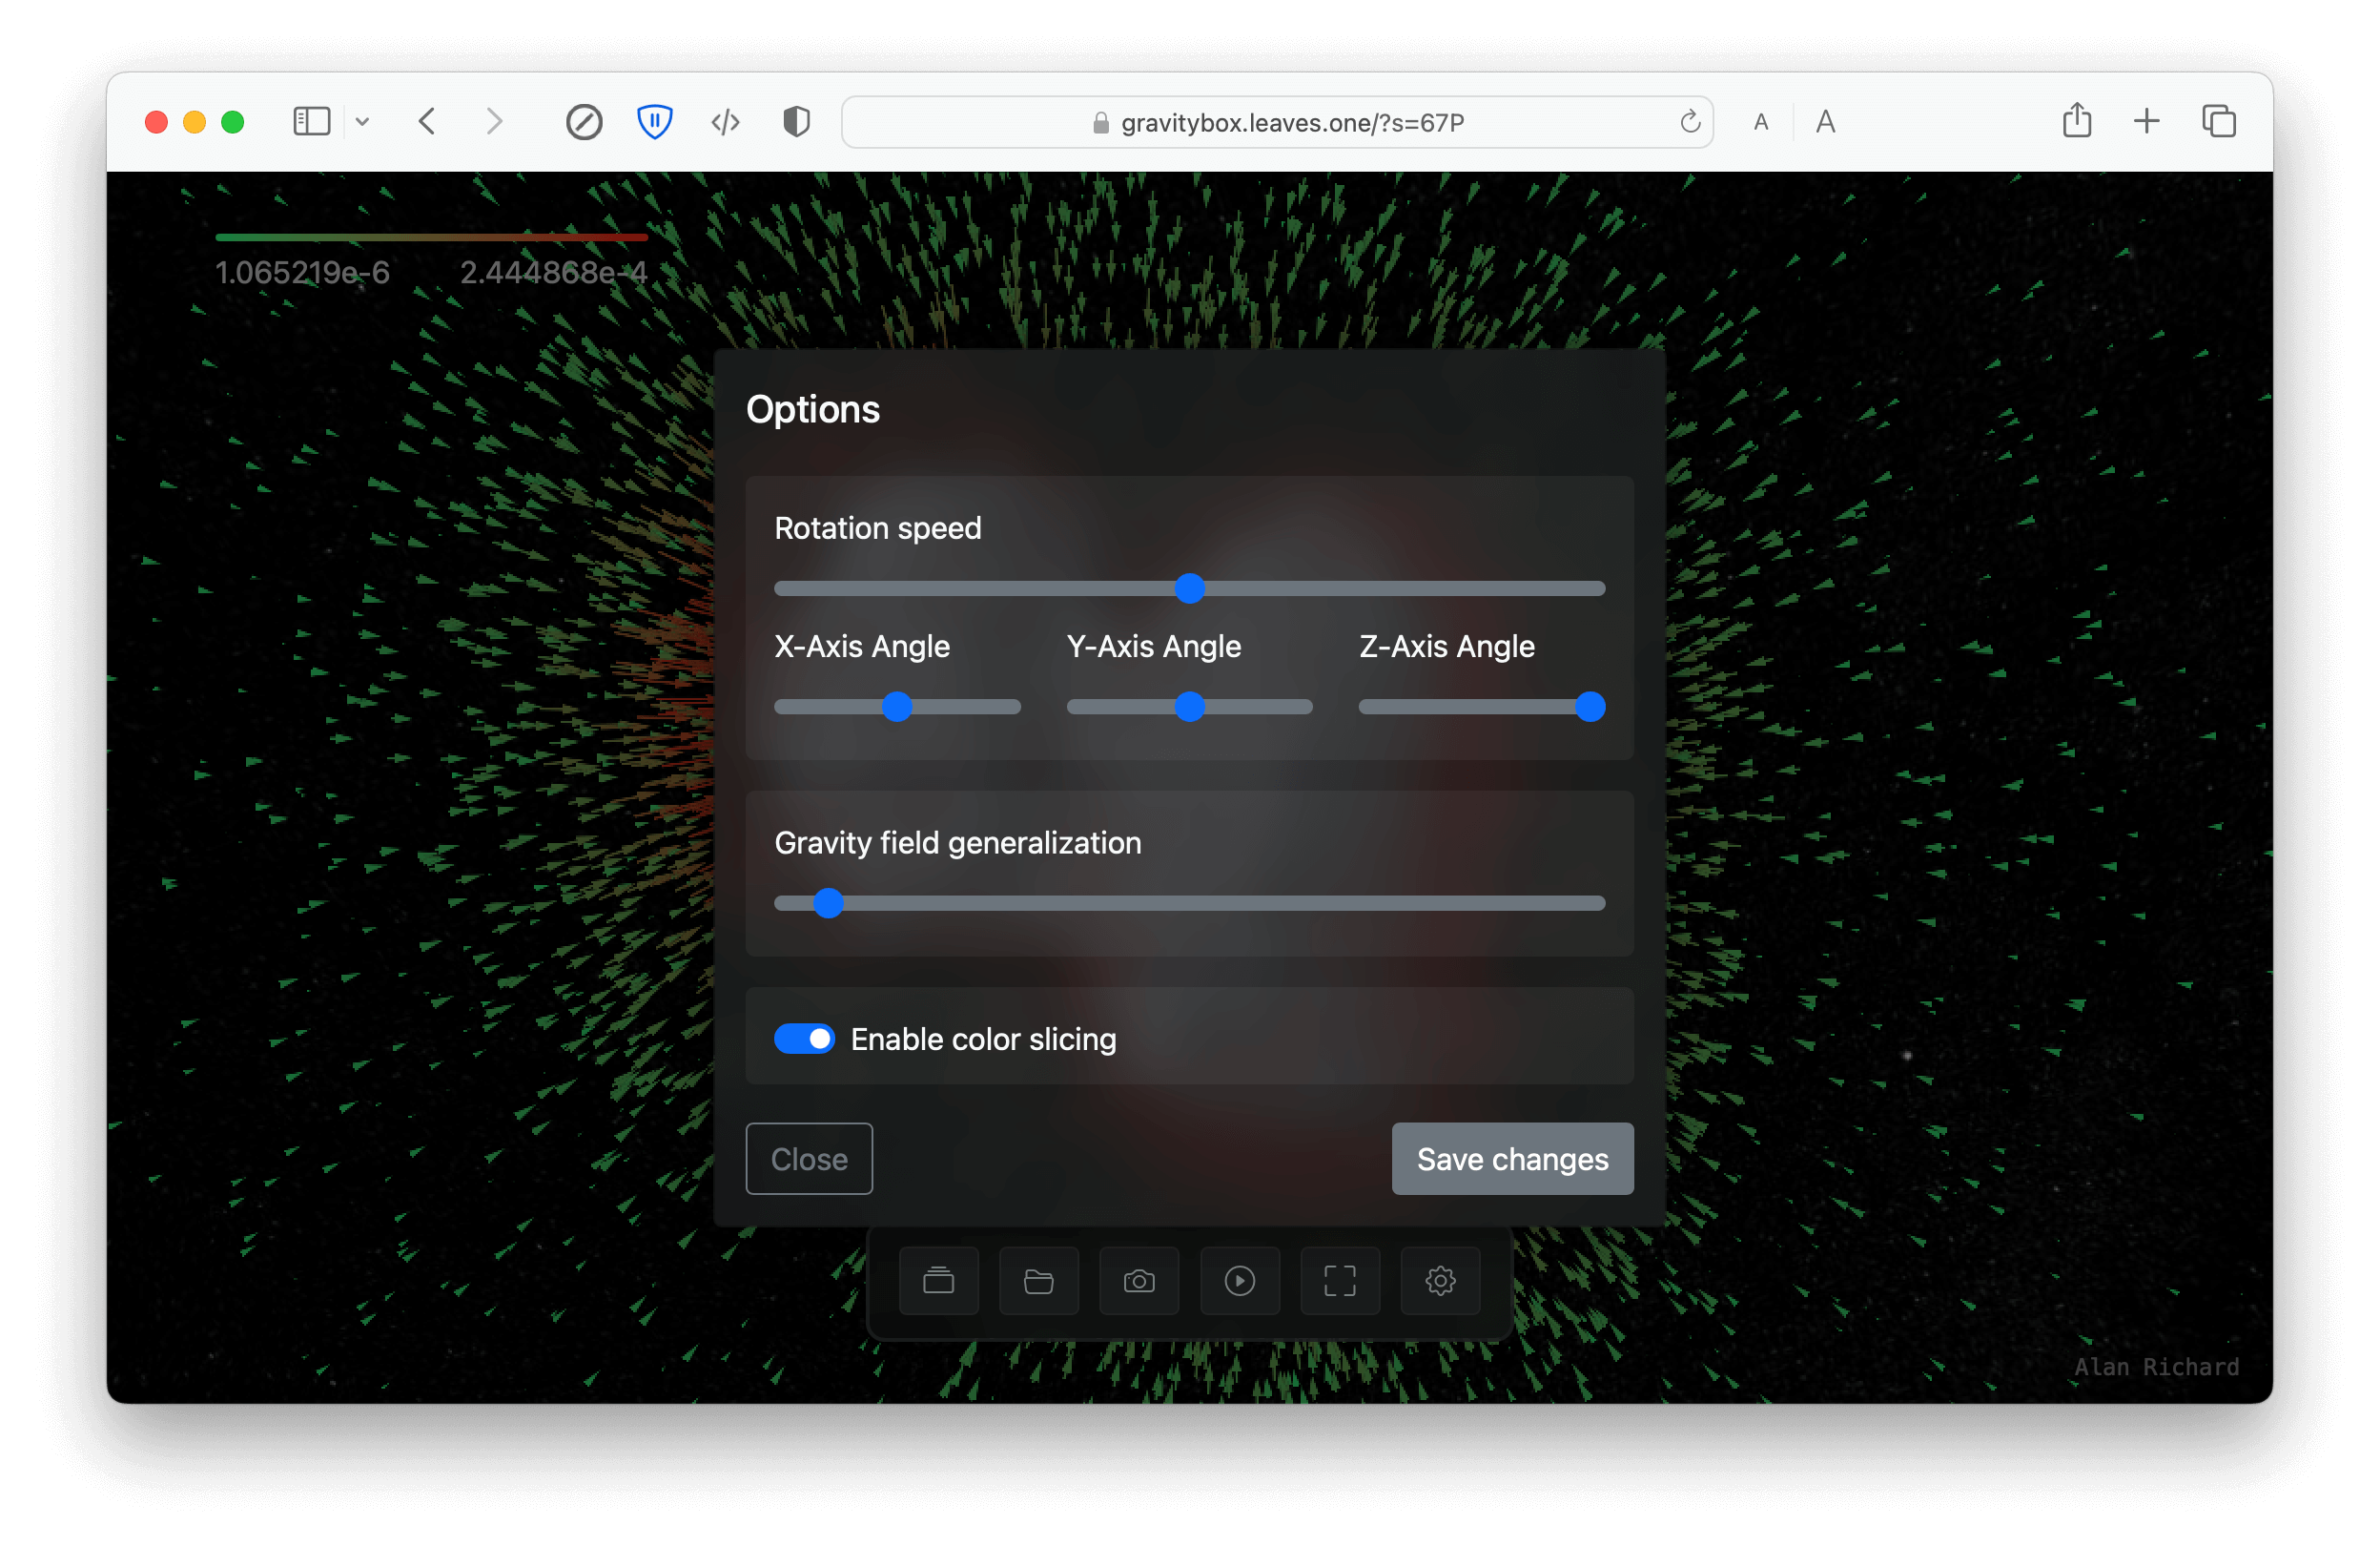 gravitybox.leaves.one/?s=67P
A
A
1.065219e-6 2.444868e-4
Options
Rotation speed
X-Axis Angle Y-Axis Angle Z-Axis Angle
Gravity field generalization
Enable color slicing
Close Save changes
Alan Richard